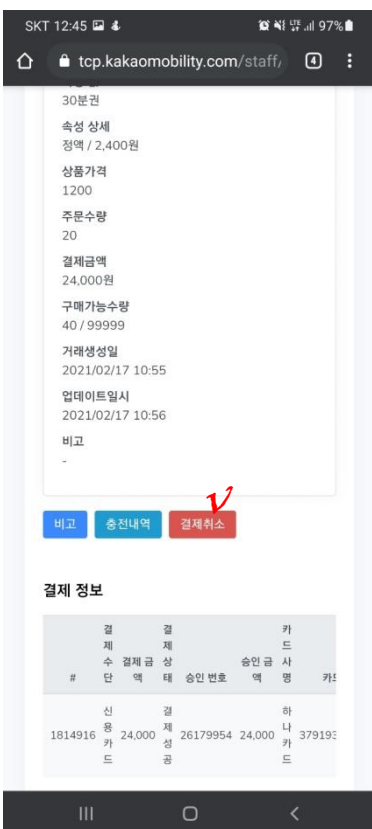 SKT 12:45 97%
tcp.kakaomobility.com/staff/ 4
30분권
속성 상세
정액 / 2,400원
상품가격
1200
주문수량
20
결제금액
24,000원
구매가능수량
40 / 99999
거래생성일
2021/02/17 10:55
업데이트일시
2021/02/17 10:56
비고
-
V
비고 충전내역 결제취소
결제 정보
# 결제수단 결제 금액 결제상태 승인 번호 승인 금액 카드사명
1814916 신용카드 24,000 결제성공 26179954 24,000 하나카드 379193